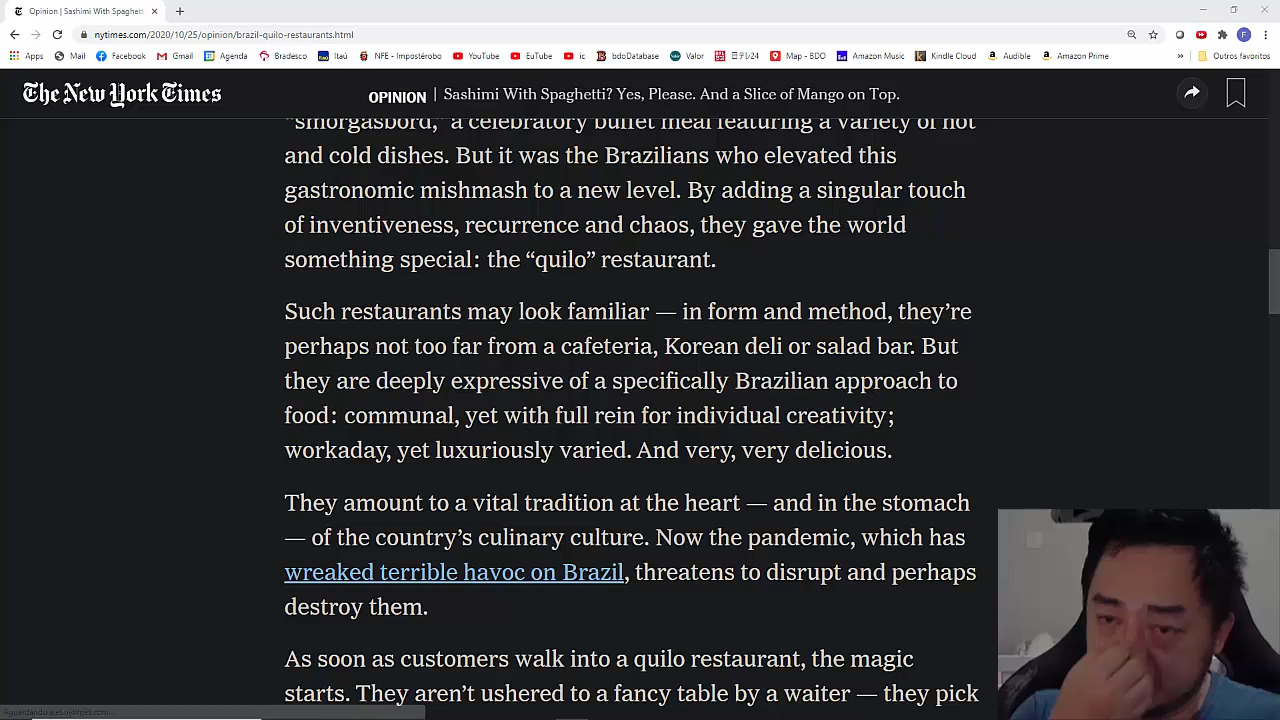 Opinion | Sashimi With Spaghett
nytimes.com/2020/10/25/opinion/brazil-quilo-restaurants.html
Apps Mail Facebook Gmail Agenda Bradesco Itaú NFE - Impostérobo YouTube EuTube ic bdoDatabase Valor 트위24 Map - BDO Amazon Music Kindle Cloud Audible Amazon Prime » Outros favoritos
The New York Times OPINION | Sashimi With Spaghetti? Yes, Please. And a Slice of Mango on Top.
“smorgasbord,” a celebratory buffet meal featuring a variety of hot
and cold dishes. But it was the Brazilians who elevated this
gastronomic mishmash to a new level. By adding a singular touch
of inventiveness, recurrence and chaos, they gave the world
something special: the “quilo” restaurant.
Such restaurants may look familiar — in form and method, they’re
perhaps not too far from a cafeteria, Korean deli or salad bar. But
they are deeply expressive of a specifically Brazilian approach to
food: communal, yet with full rein for individual creativity;
workaday, yet luxuriously varied. And very, very delicious.
They amount to a vital tradition at the heart — and in the stomach
— of the country’s culinary culture. Now the pandemic, which has
wreaked terrible havoc on Brazil, threatens to disrupt and perhaps
destroy them.
As soon as customers walk into a quilo restaurant, the magic
starts. They aren’t ushered to a fancy table by a waiter — they pick